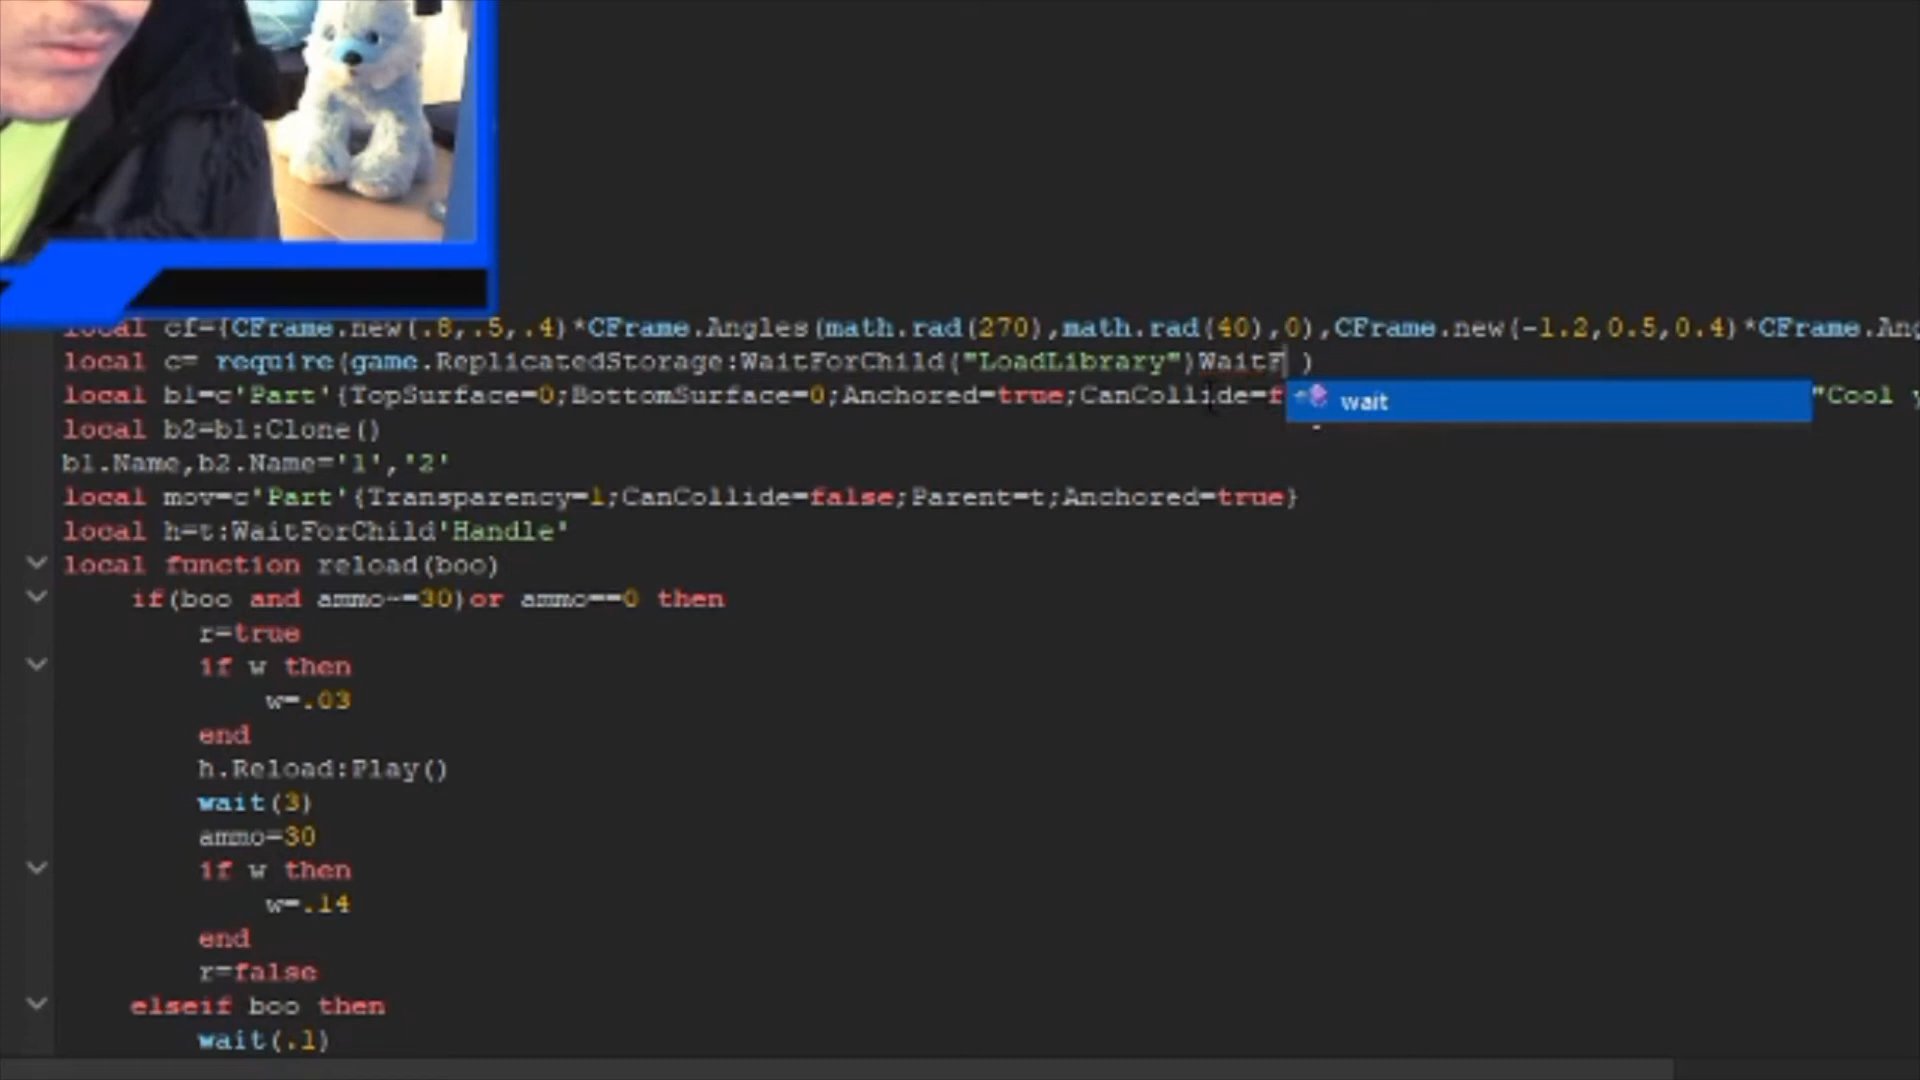 local cf={CFrame.new(.8,.5,.4)*CFrame.Angles(math.rad(270),math.rad(40),0),CFrame.new(-1.2,0.5,0.4)*CFrame.Ang
local c= require(game.ReplicatedStorage:WaitForChild("LoadLibrary")WaitF )
local b1=c'Part'{TopSurface=0;BottomSurface=0;Anchored=true;CanCollide=f "Cool y
wait
local b2=b1:Clone()
b1.Name,b2.Name='1','2'
local mov=c'Part'{Transparency=1;CanCollide=false;Parent=t;Anchored=true}
local h=t:WaitForChild'Handle'
local function reload(boo)
if(boo and ammo~=30)or ammo==0 then
r=true
if w then
w=.03
end
h.Reload:Play()
wait(3)
ammo=30
if w then
w=.14
end
r=false
elseif boo then
wait(.1)